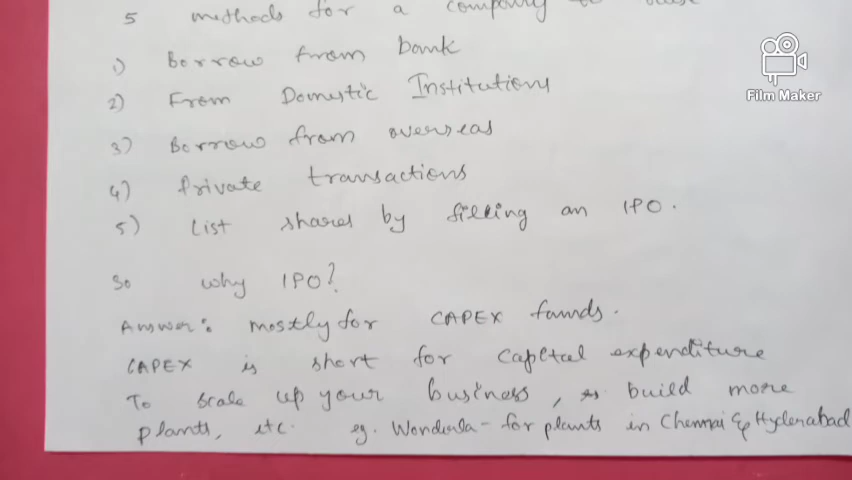 5 methods for a company to raise
1) Borrow from bank
2) From Domestic Institutions
3) Borrow from overseas
4) Private transactions
5) List shares by filling an IPO.
So why IPO?
Answer: mostly for CAPEX funds.
CAPEX is short for capital expenditure
To scale up your business, build more
plants, etc. eg. Wonderla - for plants in Chennai & Hyderabad
Film Maker